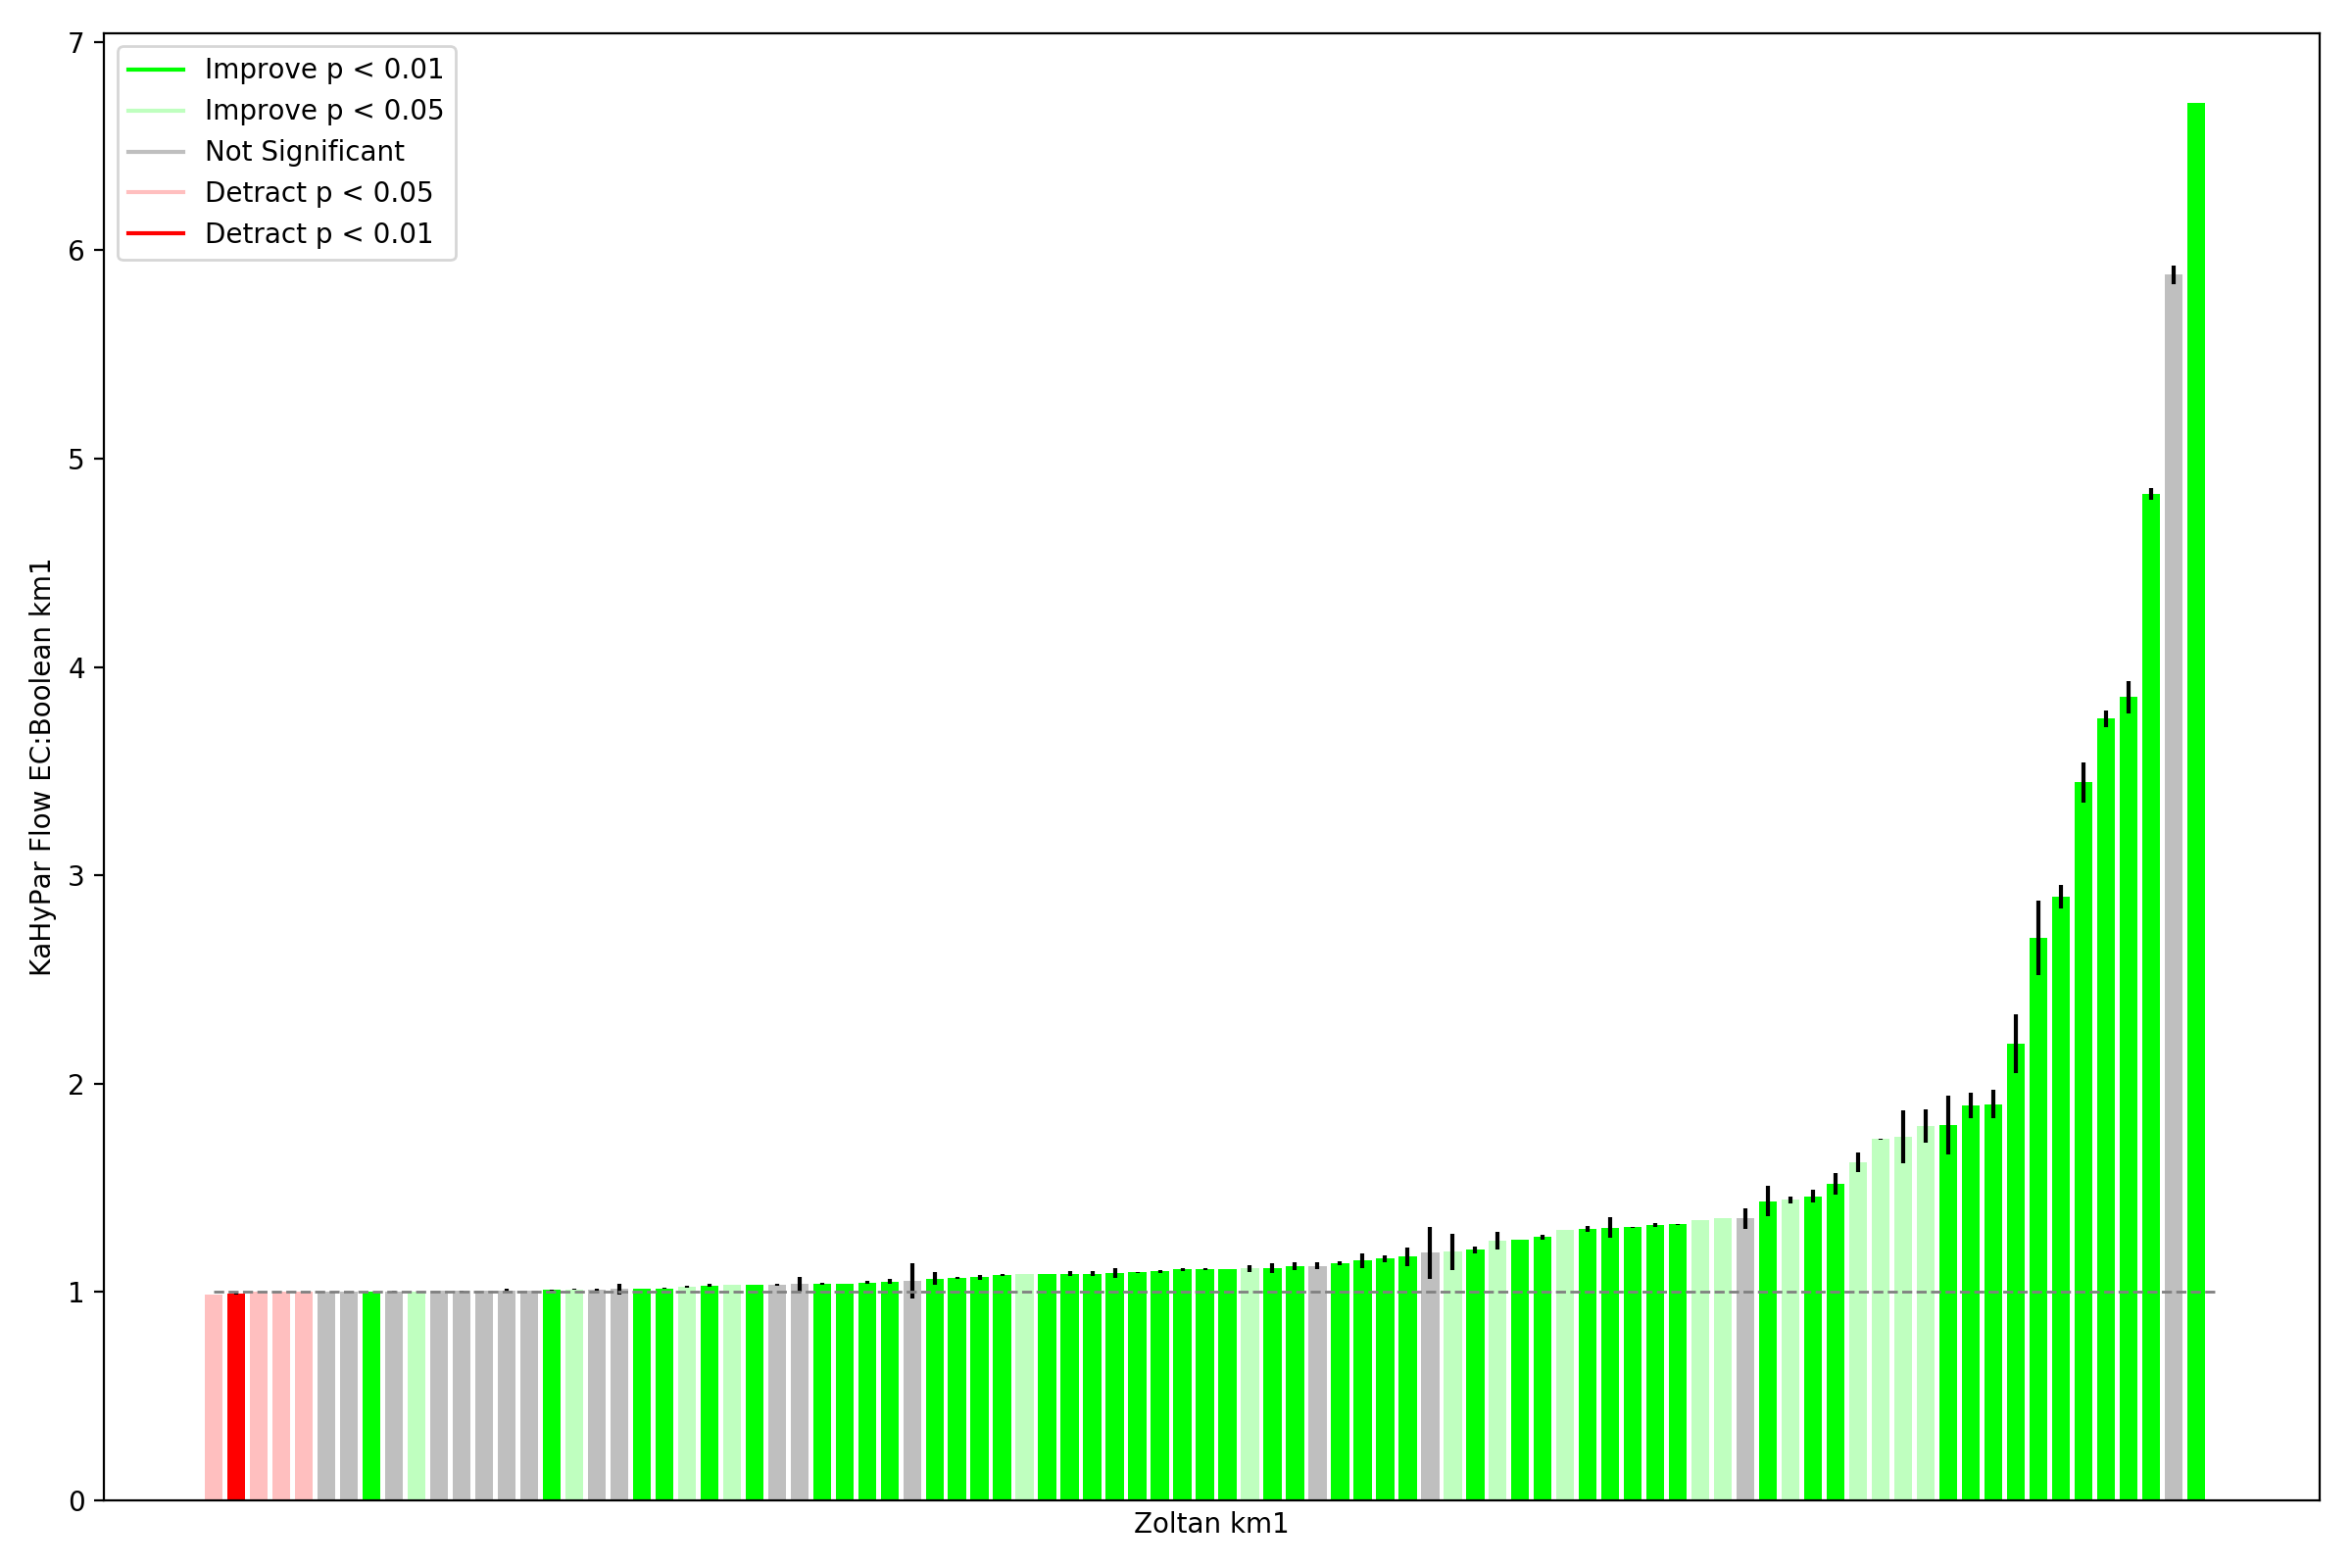 7
6
5
4
3
2
1
0
KaHyPar Flow EC:Boolean km1
Improve p < 0.01
Improve p < 0.05
Not Significant
Detract p < 0.05
Detract p < 0.01
Zoltan km1